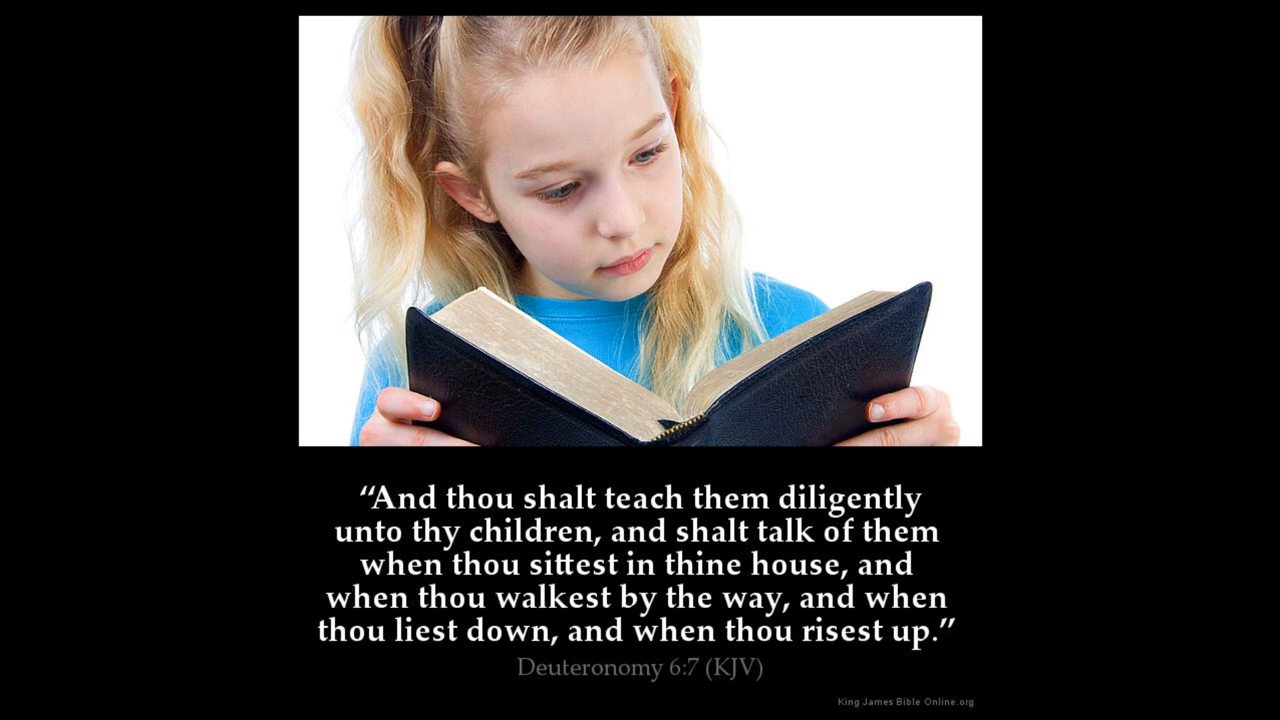 “And thou shalt teach them diligently
unto thy children, and shalt talk of them
when thou sittest in thine house, and
when thou walkest by the way, and when
thou liest down, and when thou risest up.”
Deuteronomy 6:7 (KJV)
King James Bible Online.org